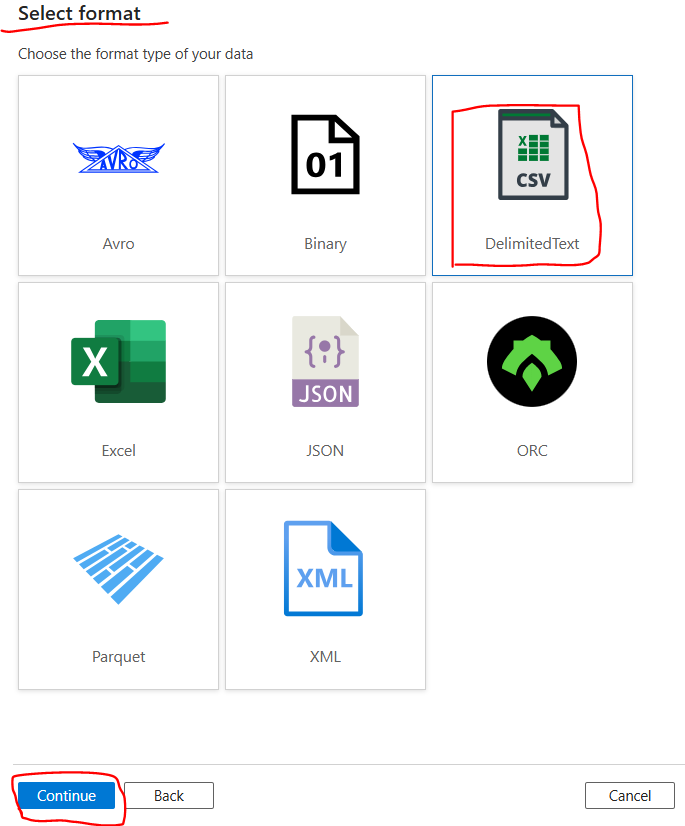 Select format
Choose the format type of your data
AVRO
01
X
CSV
Avro
Binary
DelimitedText
X
{ }
JSON
Excel
JSON
ORC
XML
Parquet
XML
Continue
Back
Cancel